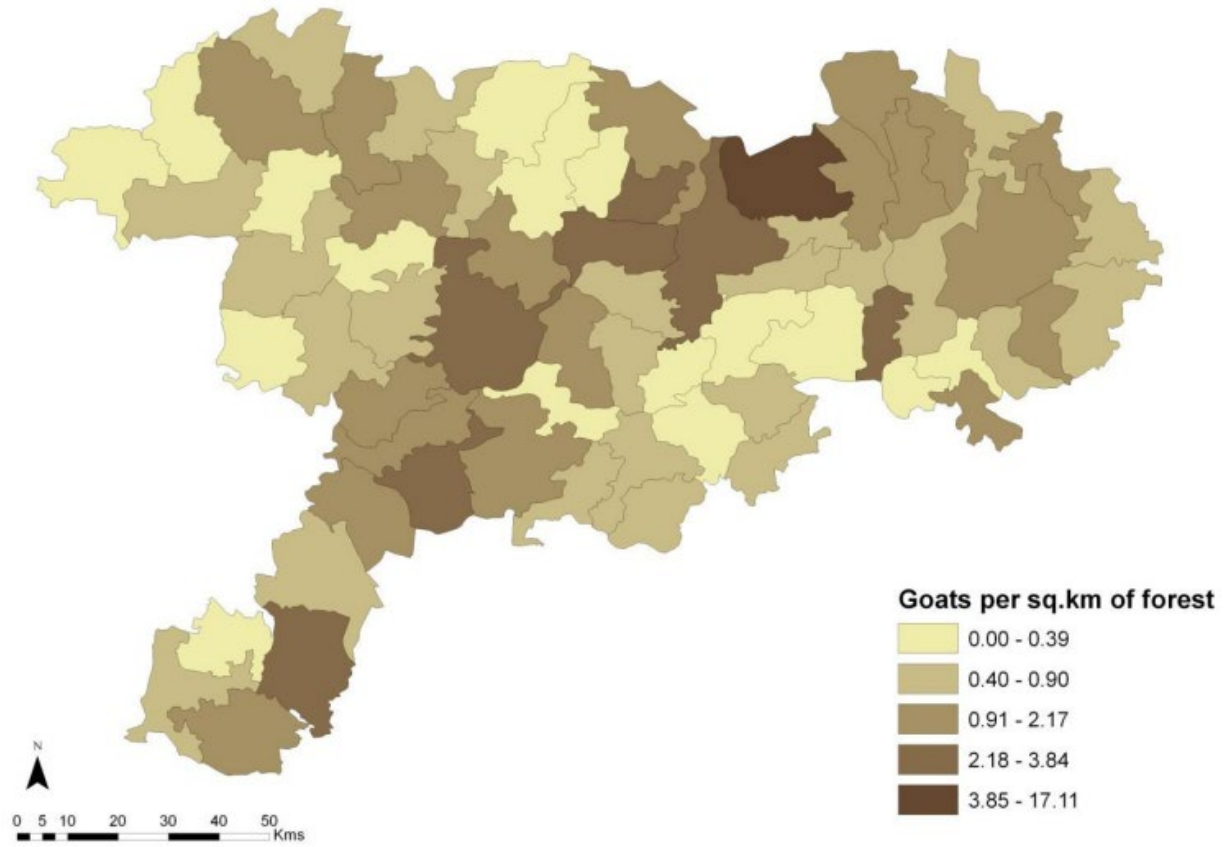 Goats per sq.km of forest
0.00 - 0.39
0.40 - 0.90
0.91 - 2.17
2.18 - 3.84
3.85 - 17.11
N
0 5 10 20 30 40 50
Kms